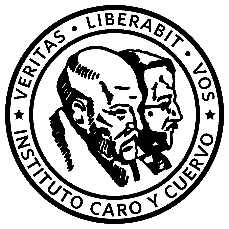 VERITAS • LIBERABIT • VOS
★ INSTITUTO CARO Y CUERVO ★